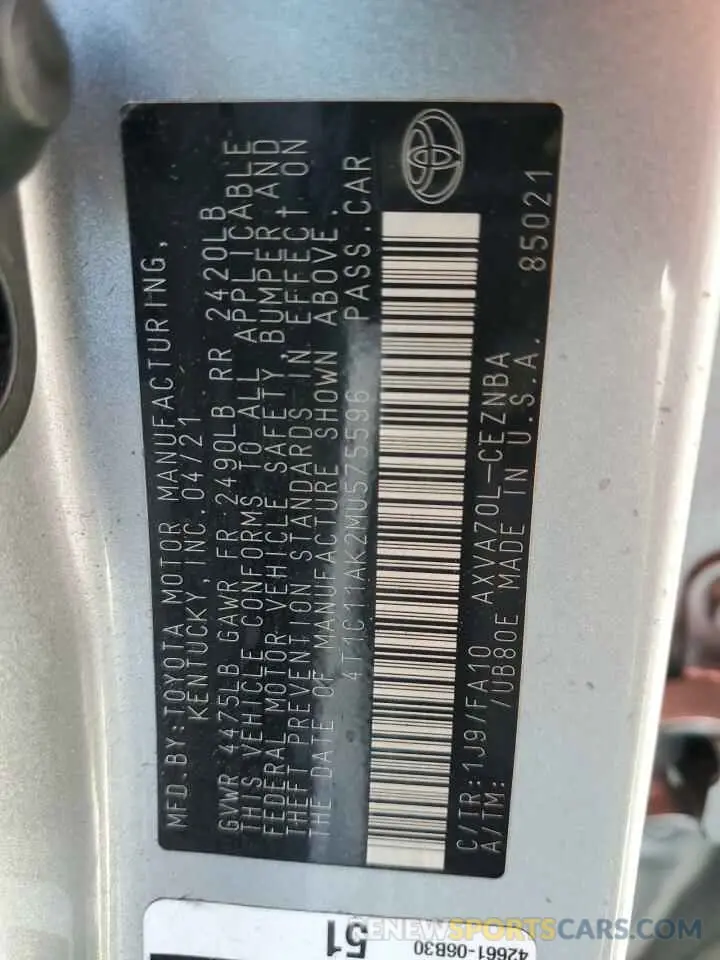 MFD.BY:TOYOTA MOTOR MANUFACTURING,
KENTUCKY, INC.04/21
GVWR 4475LB GAWR FR 2490LB RR 2420LB
THIS VEHICLE CONFORMS TO ALL APPLICABLE
FEDERAL MOTOR VEHICLE SAFETY,BUMPER AND
THEFT PREVENTION STANDARDS IN EFFECT ON
THE DATE OF MANUFACTURE SHOWN ABOVE.
4T1C11AK2MU575596 PASS.CAR
C/TR:1J9/FA10 AXVA70L-CEZNBA
A/TM: /UB80E MADE IN U.S.A. 85021
51
42661-06B30
RENEWSPORTSCARS.COM